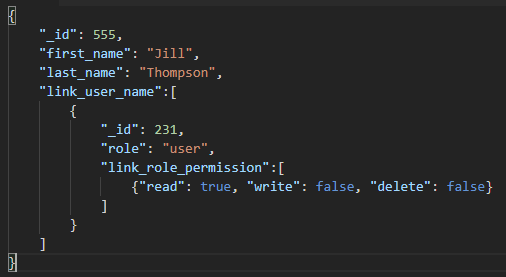 {
    "_id": 555,
    "first_name": "Jill",
    "last_name": "Thompson",
    "link_user_name":[
        {
            "_id": 231,
            "role": "user",
            "link_role_permission":[
                {"read": true, "write": false, "delete": false}
            ]
        }
    ]
}